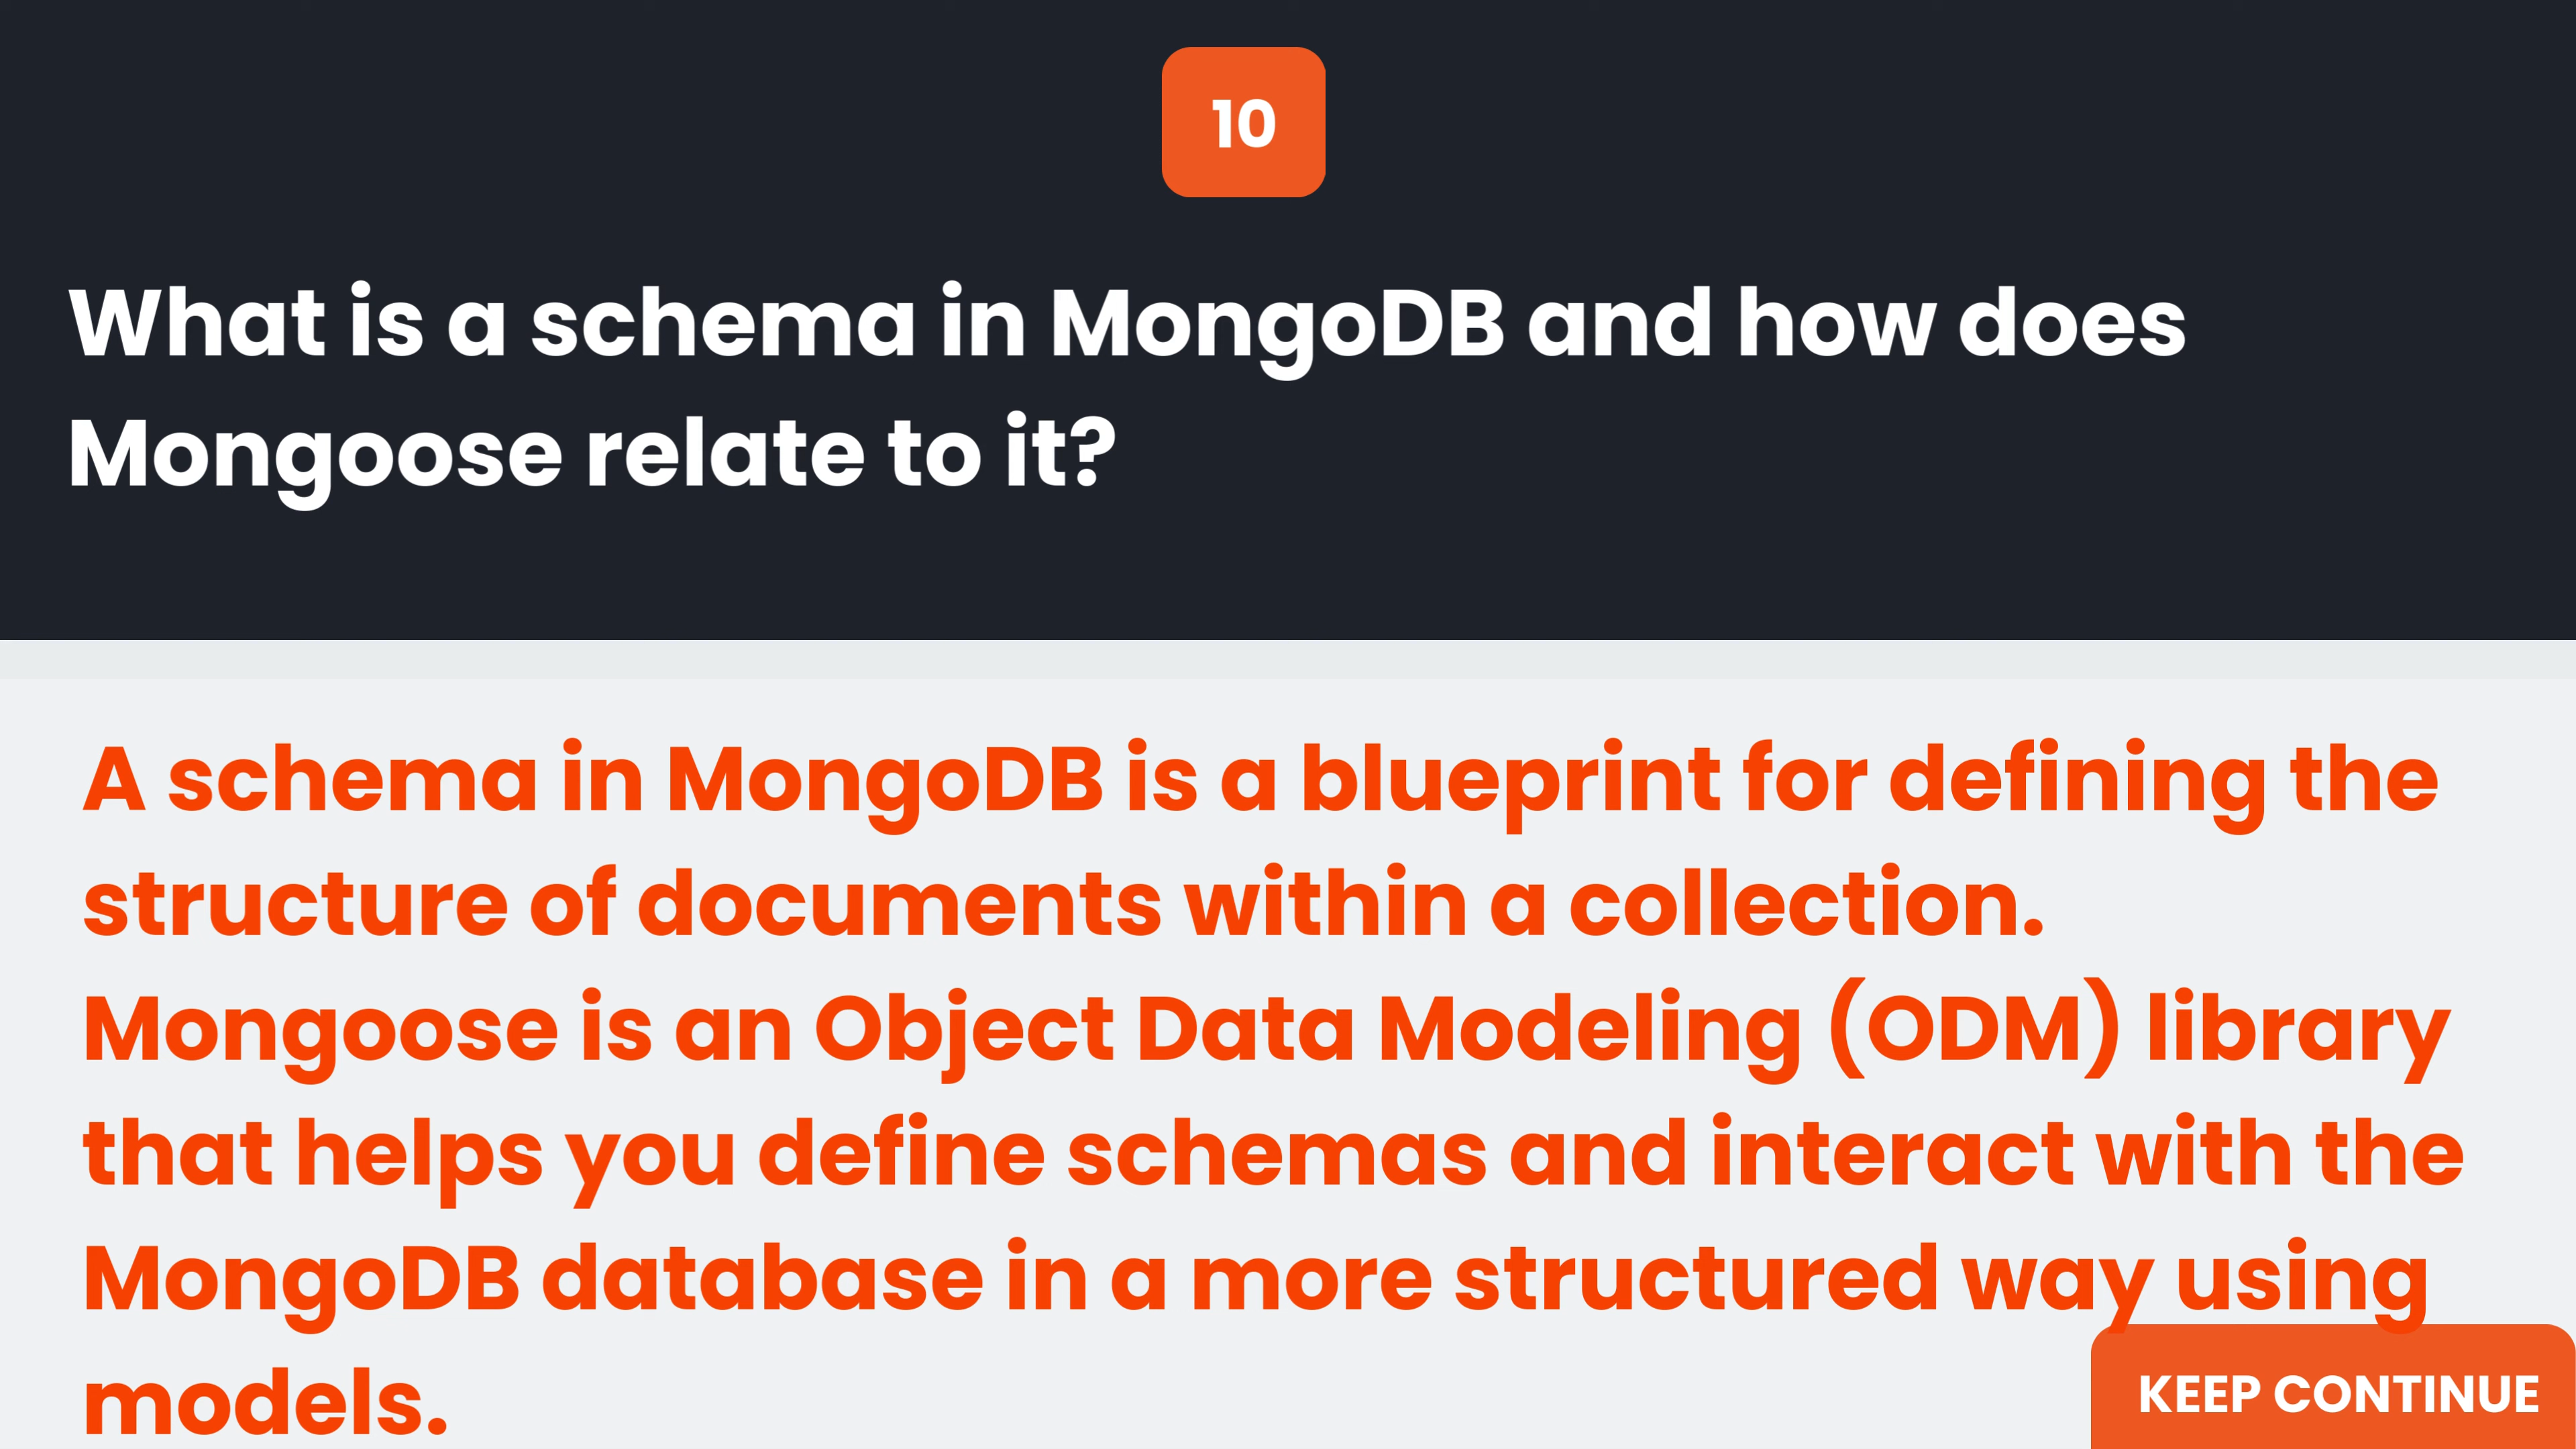 10
What is a schema in MongoDB and how does
Mongoose relate to it?
A schema in MongoDB is a blueprint for defining the
structure of documents within a collection.
Mongoose is an Object Data Modeling (ODM) library
that helps you define schemas and interact with the
MongoDB database in a more structured way using
models.
KEEP CONTINUE